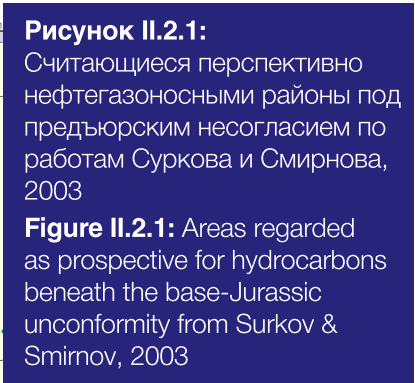 Рисунок II.2.1:
Считающиеся перспективно
нефтегазоносными районы под
предъюрским несогласием по
работам Суркова и Смирнова,
2003
Figure II.2.1: Areas regarded
as prospective for hydrocarbons
beneath the base-Jurassic
unconformity from Surkov &
Smirnov, 2003